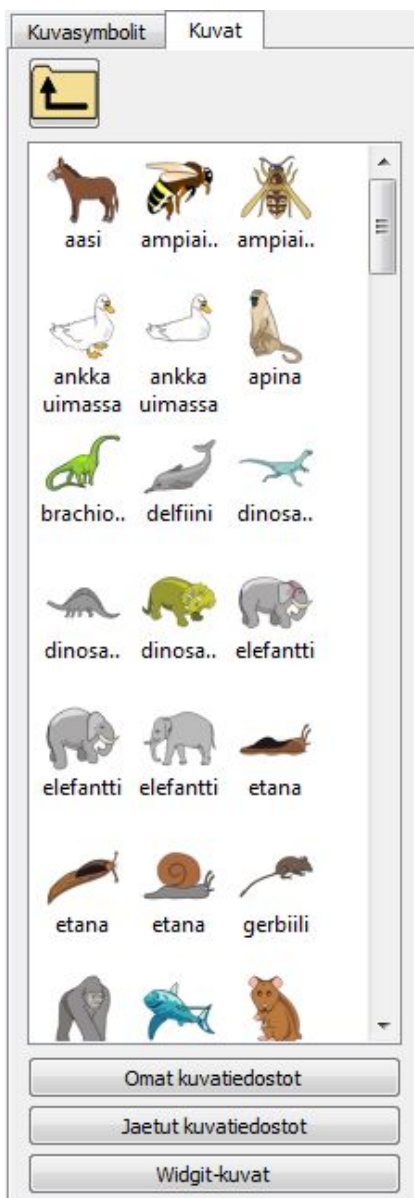 Kuvasymbolit Kuvat
aasi ampiai.. ampiai..
ankka ankka apina
uimassa uimassa
brachio.. delfiini dinosa..
dinosa.. dinosa.. elefantti
elefantti elefantti etana
etana etana gerbiili
Omat kuvatiedostot
Jaetut kuvatiedostot
Widgit-kuvat